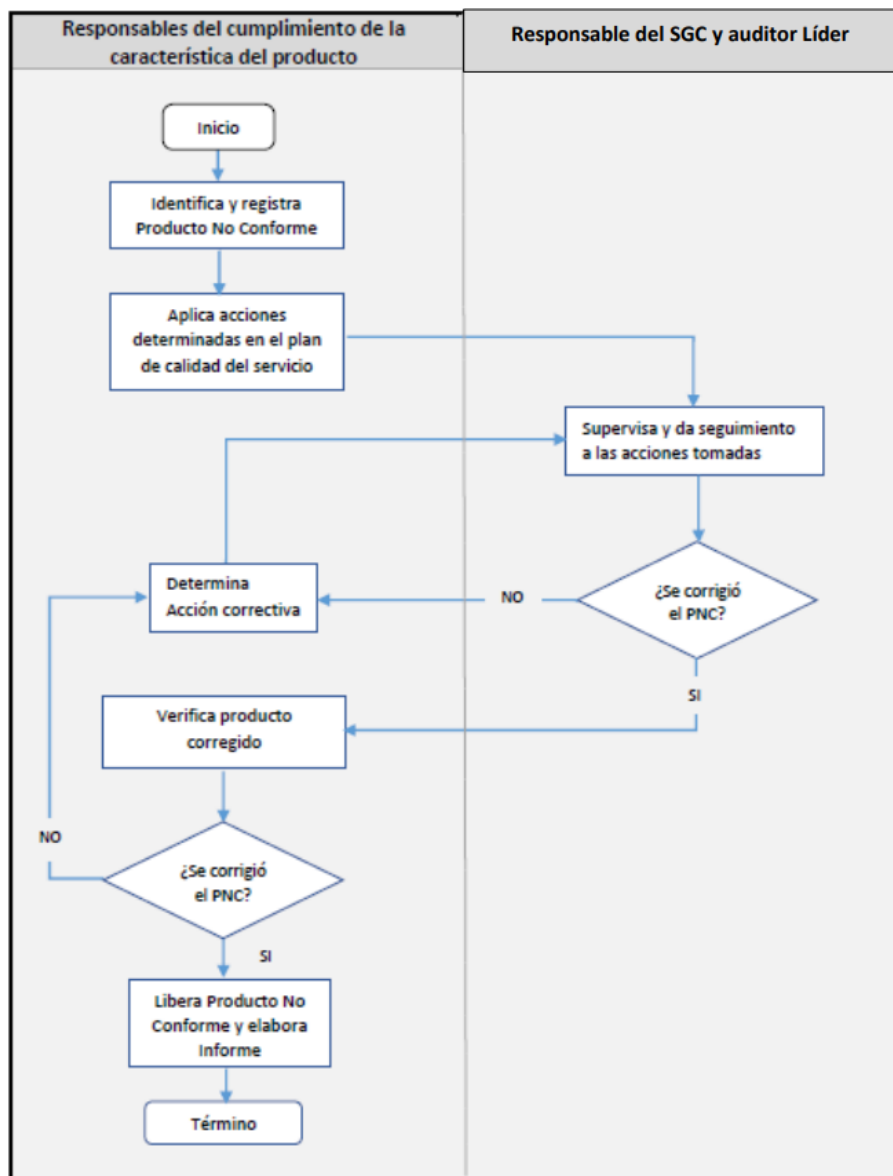 Responsables del cumplimiento de la
característica del producto
Responsable del SGC y auditor Líder
Inicio
Identifica y registra
Producto No Conforme
Aplica acciones
determinadas en el plan
de calidad del servicio
Supervisa y da seguimiento
a las acciones tomadas
Determina
Acción correctiva
NO
¿Se corrigió
el PNC?
SI
Verifica producto
corregido
NO
¿Se corrigió
el PNC?
SI
Libera Producto No
Conforme y elabora
Informe
Término